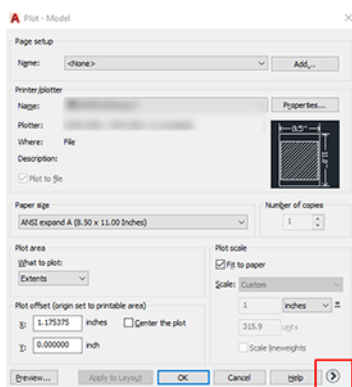 A Plot - Model
Page setup
Name: <None> Add...
Printer/plotter
Name: Properties...
Plotter:
Where: File
Description:
Plot to file
8.5"
11.0"
Paper size
ANSI expand A (8.50 x 11.00 Inches)
Number of copies
1
Plot area
What to plot:
Extents
Plot scale
Fit to paper
Scale: Custom
1 inches =
315.9 units
Scale lineweights
Plot offset (origin set to printable area)
X: 1.175375 inches Center the plot
Y: 0.000000 inch
Preview... Apply to Layout OK Cancel Help